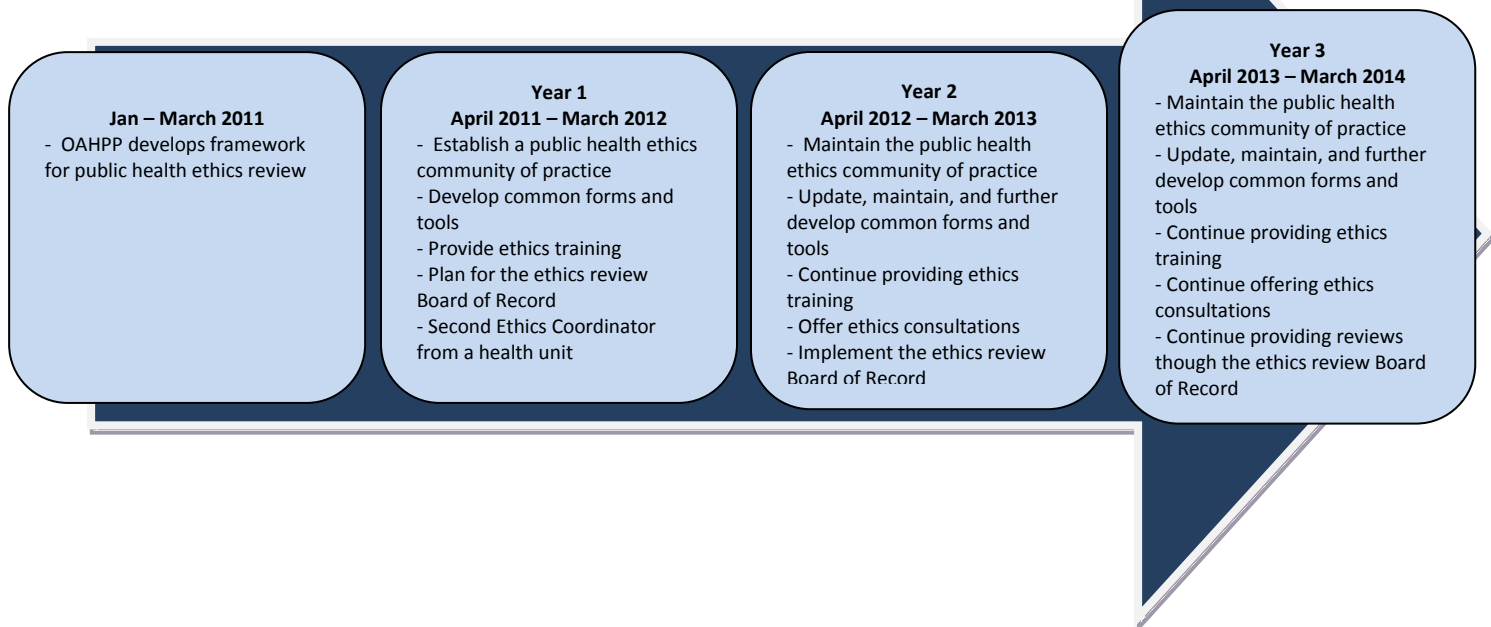 Jan – March 2011
- OAHPP develops framework
for public health ethics review
Year 1
April 2011 – March 2012
- Establish a public health ethics
community of practice
- Develop common forms and
tools
- Provide ethics training
- Plan for the ethics review
Board of Record
- Second Ethics Coordinator
from a health unit
Year 2
April 2012 – March 2013
- Maintain the public health
ethics community of practice
- Update, maintain, and further
develop common forms and
tools
- Continue providing ethics
training
- Offer ethics consultations
- Implement the ethics review
Board of Record
Year 3
April 2013 – March 2014
- Maintain the public health
ethics community of practice
- Update, maintain, and further
develop common forms and
tools
- Continue providing ethics
training
- Continue offering ethics
consultations
- Continue providing reviews
though the ethics review Board
of Record